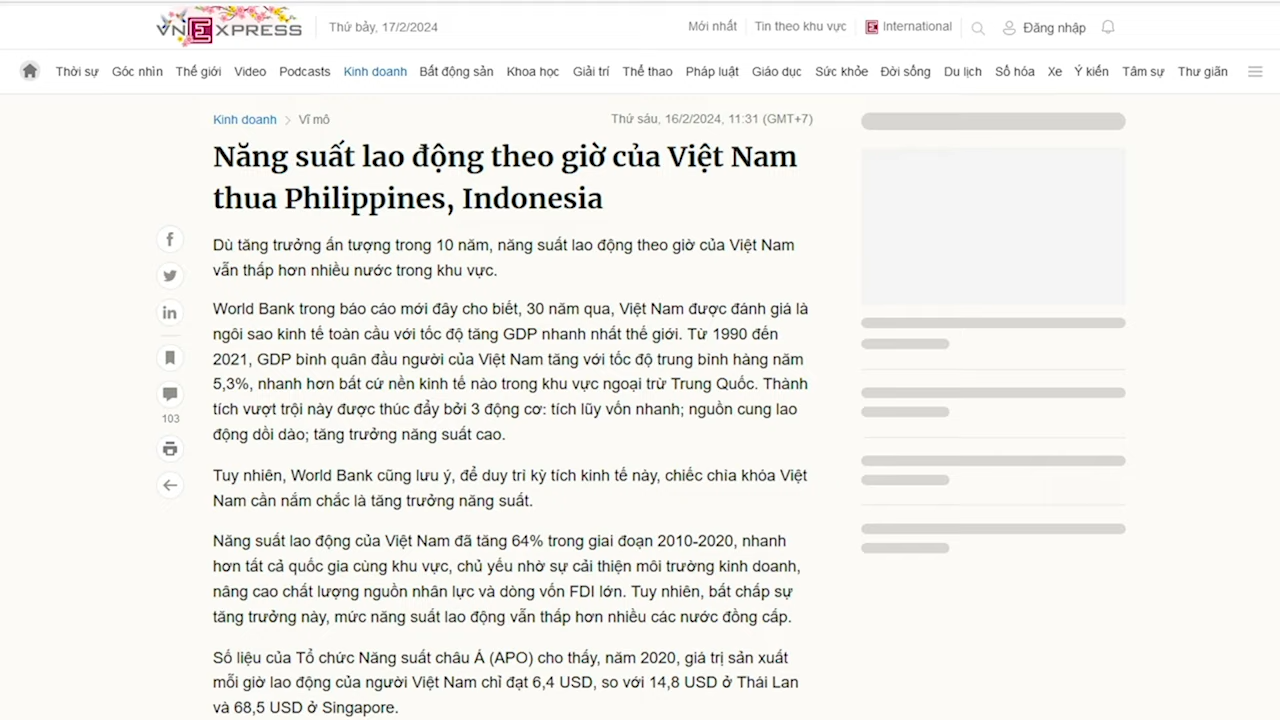 VNEXPRESS
Thứ bảy, 17/2/2024
Mới nhất
Tin theo khu vực
E International
Đăng nhập
Thời sự Góc nhìn Thế giới Video Podcasts Kinh doanh Bất động sản Khoa học Giải trí Thể thao Pháp luật Giáo dục Sức khỏe Đời sống Du lịch Số hóa Xe Ý kiến Tâm sự Thư giãn
Kinh doanh > Vĩ mô
Thứ sáu, 16/2/2024, 11:31 (GMT+7)
Năng suất lao động theo giờ của Việt Nam
thua Philippines, Indonesia
Dù tăng trưởng ấn tượng trong 10 năm, năng suất lao động theo giờ của Việt Nam
vẫn thấp hơn nhiều nước trong khu vực.
World Bank trong báo cáo mới đây cho biết, 30 năm qua, Việt Nam được đánh giá là
ngôi sao kinh tế toàn cầu với tốc độ tăng GDP nhanh nhất thế giới. Từ 1990 đến
2021, GDP bình quân đầu người của Việt Nam tăng với tốc độ trung bình hàng năm
5,3%, nhanh hơn bất cứ nền kinh tế nào trong khu vực ngoại trừ Trung Quốc. Thành
tích vượt trội này được thúc đẩy bởi 3 động cơ: tích lũy vốn nhanh; nguồn cung lao
động dồi dào; tăng trưởng năng suất cao.
103
Tuy nhiên, World Bank cũng lưu ý, để duy trì kỳ tích kinh tế này, chiếc chìa khóa Việt
Nam cần nắm chắc là tăng trưởng năng suất.
Năng suất lao động của Việt Nam đã tăng 64% trong giai đoạn 2010-2020, nhanh
hơn tất cả quốc gia cùng khu vực, chủ yếu nhờ sự cải thiện môi trường kinh doanh,
nâng cao chất lượng nguồn nhân lực và dòng vốn FDI lớn. Tuy nhiên, bất chấp sự
tăng trưởng này, mức năng suất lao động vẫn thấp hơn nhiều các nước đồng cấp.
Số liệu của Tổ chức Năng suất châu Á (APO) cho thấy, năm 2020, giá trị sản xuất
mỗi giờ lao động của người Việt Nam chỉ đạt 6,4 USD, so với 14,8 USD ở Thái Lan
và 68,5 USD ở Singapore.